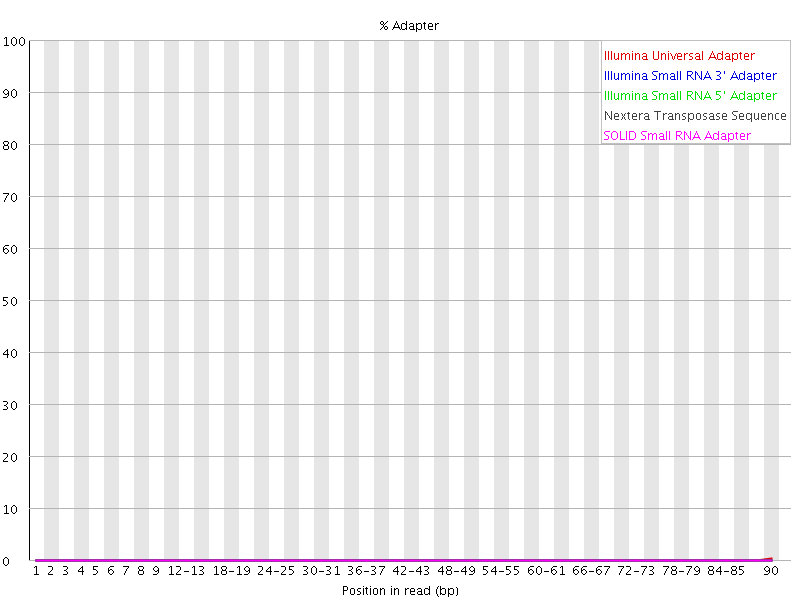 % Adapter
100
90
80
70
60
50
40
30
20
10
0
Illumina Universal Adapter
Illumina Small RNA 3' Adapter
Illumina Small RNA 5' Adapter
Nextera Transposase Sequence
SOLID Small RNA Adapter
1 2 3 4 5 6 7 8 9 12-13 18-19 24-25 30-31 36-37 42-43 48-49 54-55 60-61 66-67 72-73 78-79 84-85 90
Position in read (bp)